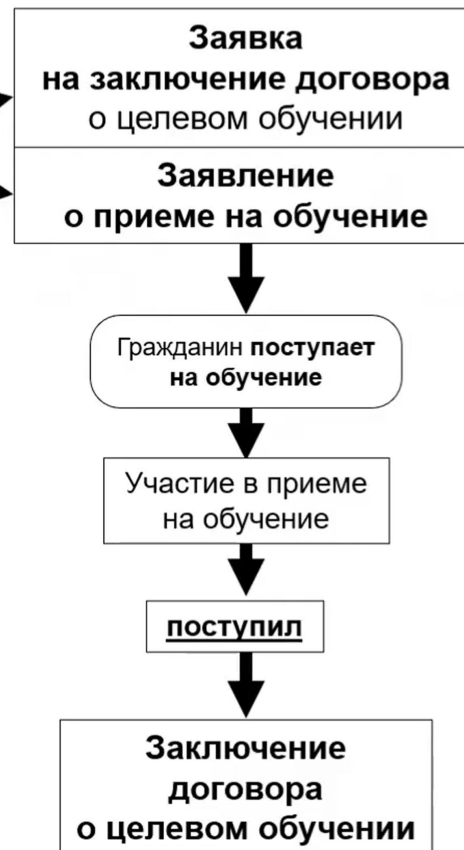 Заявка
на заключение договора
о целевом обучении
Заявление
о приеме на обучение
Гражданин поступает
на обучение
Участие в приеме
на обучение
поступил
Заключение
договора
о целевом обучении